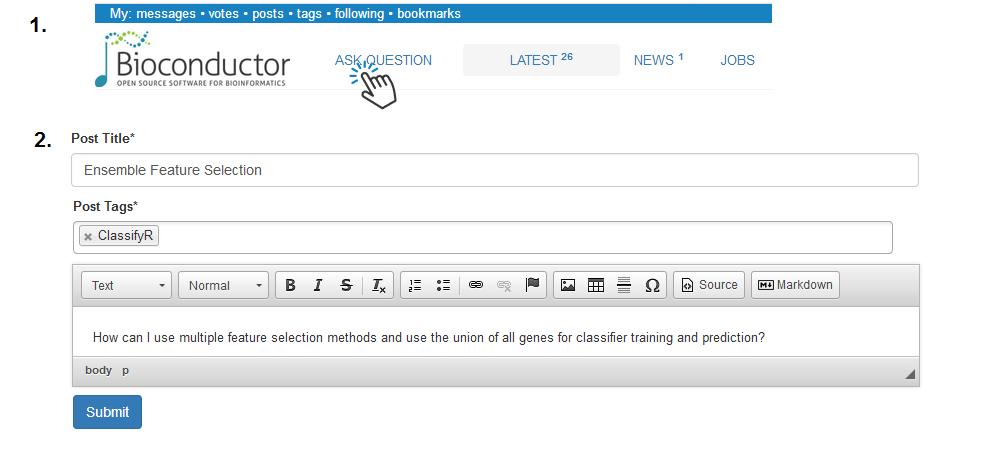 1.
My: messages • votes • posts • tags • following • bookmarks
Bioconductor
OPEN SOURCE SOFTWARE FOR BIOINFORMATICS
ASK QUESTION LATEST 26 NEWS 1 JOBS
2.
Post Title*
Ensemble Feature Selection
Post Tags*
× ClassifyR
Text Normal B I S Tx Ω Source M Markdown
How can I use multiple feature selection methods and use the union of all genes for classifier training and prediction?
body p
Submit